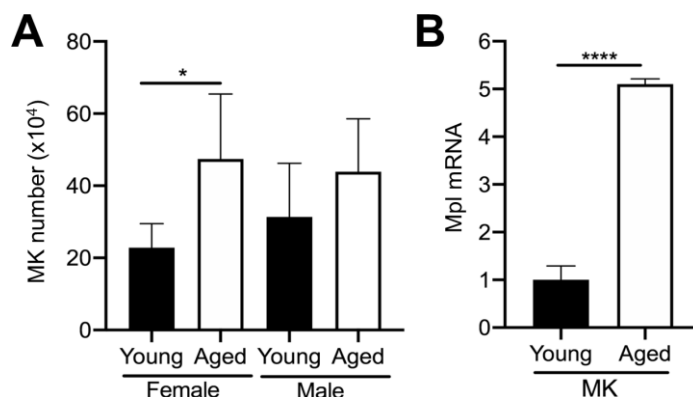 A
MK number (x10⁴)
80
60
40
20
0
*
Young Aged Young Aged
Female Male
B
Mpl mRNA
6
5
4
3
2
1
0
****
Young Aged
MK